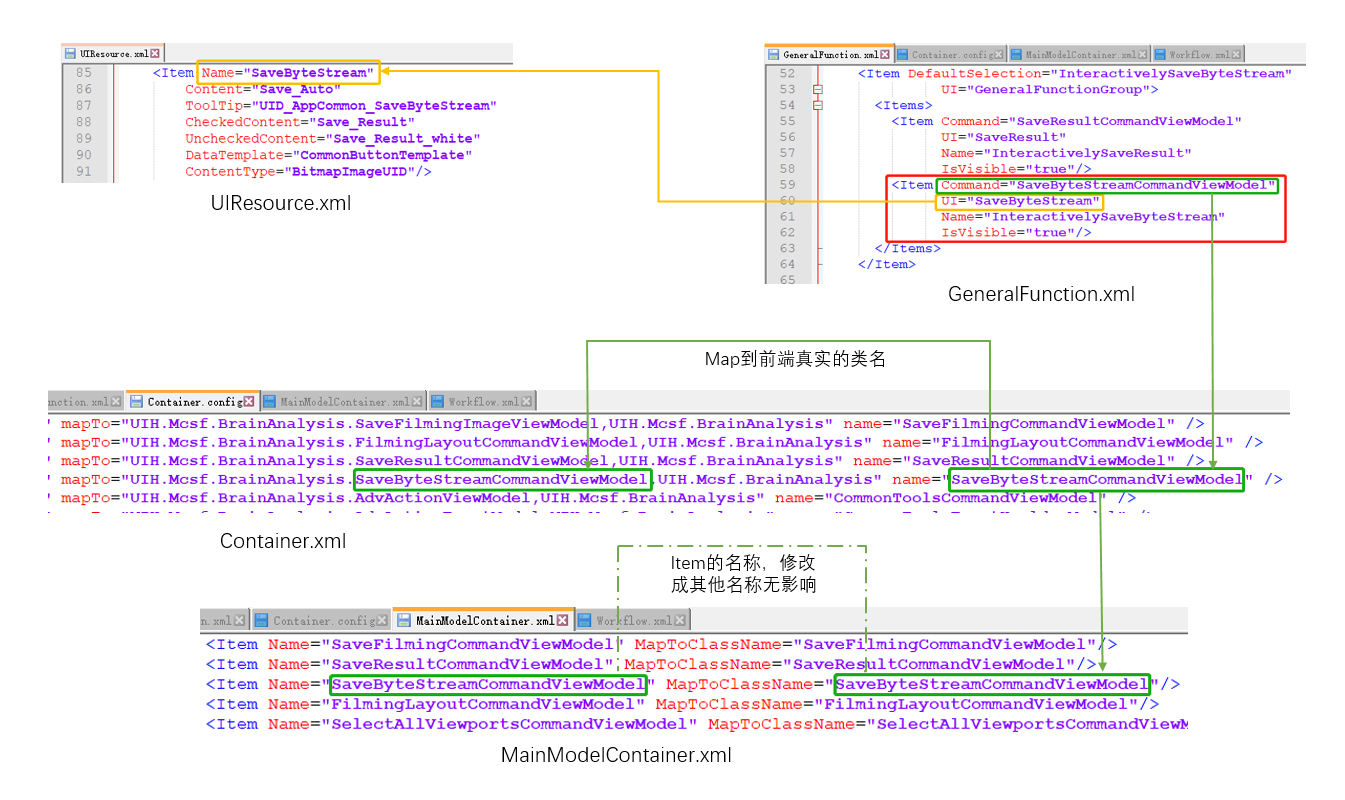 UIResource.xml
85 <Item Name="SaveByteStream"
86 Content="Save_Auto"
87 ToolTip="UID_AppCommon_SaveByteStream"
88 CheckedContent="Save_Result"
89 UncheckedContent="Save_Result_white"
90 DataTemplate="CommonButtonTemplate"
91 ContentType="BitmapImageUID"/>
UIResource.xml
GeneralFunction.xml Container.config MainModelContainer.xml Workflow.xml
52 <Item DefaultSelection="InteractivelySaveByteStream"
53 UI="GeneralFunctionGroup">
54 <Items>
55 <Item Command="SaveResultCommandViewModel"
56 UI="SaveResult"
57 Name="InteractivelySaveResult"
58 IsVisible="true"/>
59 <Item Command="SaveByteStreamCommandViewModel"
60 UI="SaveByteStream"
61 Name="InteractivelySaveByteStream"
62 IsVisible="true"/>
63 </Items>
64 </Item>
65
GeneralFunction.xml
Map到前端真实的类名
nction.xml Container.config MainModelContainer.xml Workflow.xml
" mapTo="UIH.Mcsf.BrainAnalysis.SaveFilmingImageViewModel,UIH.Mcsf.BrainAnalysis" name="SaveFilmingCommandViewModel" />
" mapTo="UIH.Mcsf.BrainAnalysis.FilmingLayoutCommandViewModel,UIH.Mcsf.BrainAnalysis" name="FilmingLayoutCommandViewModel" />
" mapTo="UIH.Mcsf.BrainAnalysis.SaveResultCommandViewModel,UIH.Mcsf.BrainAnalysis" name="SaveResultCommandViewModel" />
" mapTo="UIH.Mcsf.BrainAnalysis.SaveByteStreamCommandViewModel,UIH.Mcsf.BrainAnalysis" name="SaveByteStreamCommandViewModel" />
" mapTo="UIH.Mcsf.BrainAnalysis.AdvActionViewModel,UIH.Mcsf.BrainAnalysis" name="CommonToolsCommandViewModel" />
Container.xml
Item的名称，修改
成其他名称无影响
n.xml Container.config MainModelContainer.xml Workflow.xml
<Item Name="SaveFilmingCommandViewModel" MapToClassName="SaveFilmingCommandViewModel"/>
<Item Name="SaveResultCommandViewModel" MapToClassName="SaveResultCommandViewModel"/>
<Item Name="SaveByteStreamCommandViewModel" MapToClassName="SaveByteStreamCommandViewModel"/>
<Item Name="FilmingLayoutCommandViewModel" MapToClassName="FilmingLayoutCommandViewModel"/>
<Item Name="SelectAllViewportsCommandViewModel" MapToClassName="SelectAllViewportsCommandView
MainModelContainer.xml